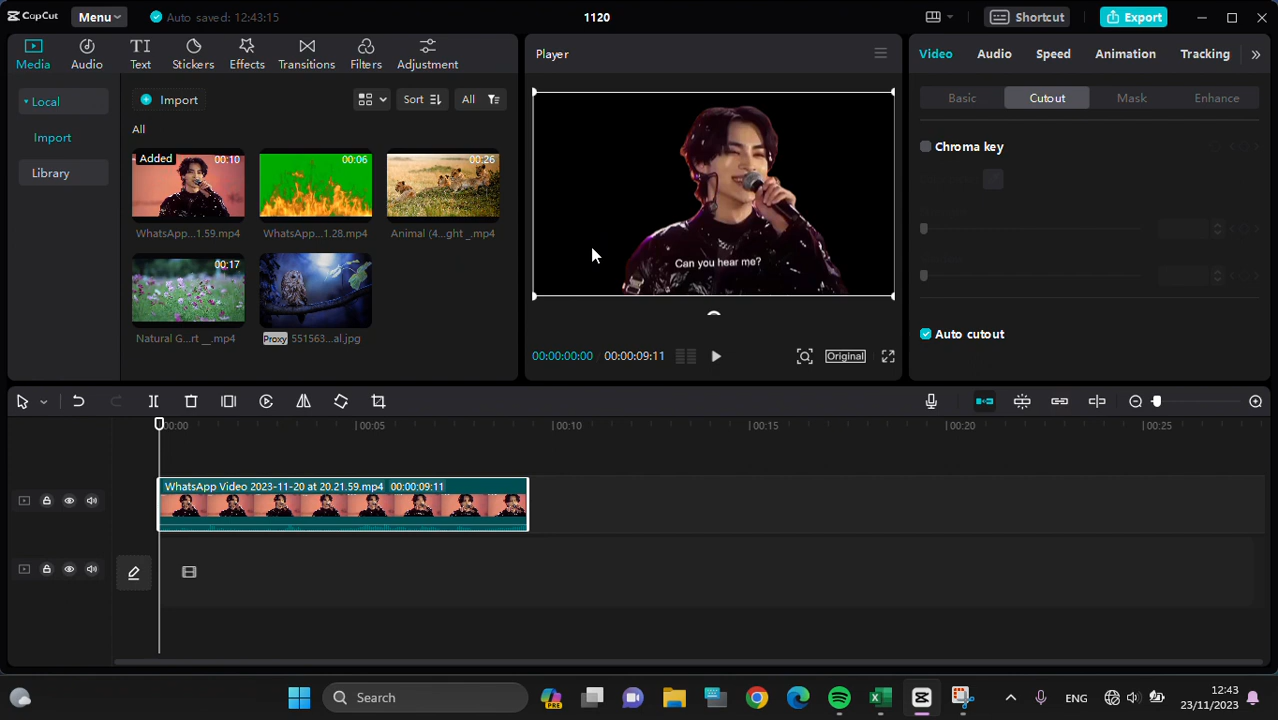 CapCut
Menu
Auto saved: 12:43:15
1120
Shortcut
Export
Media
Audio
Text
Stickers
Effects
Transitions
Filters
Adjustment
Local
Import
Library
Import
Sort
All
All
Added 00:10
WhatsApp...1.59.mp4
00:06
WhatsApp...1.28.mp4
00:26
Animal (4...ght _.mp4
00:17
Natural G...rt __.mp4
Proxy 551563...al.jpg
Player
Can you hear me?
00:00:00:00 00:00:09:11
Original
Video
Audio
Speed
Animation
Tracking
Basic
Cutout
Mask
Enhance
Chroma key
Auto cutout
00:00
00:05
00:10
00:15
00:20
00:25
WhatsApp Video 2023-11-20 at 20.21.59.mp4 00:00:09:11
Search
PRE
ENG
12:43
23/11/2023